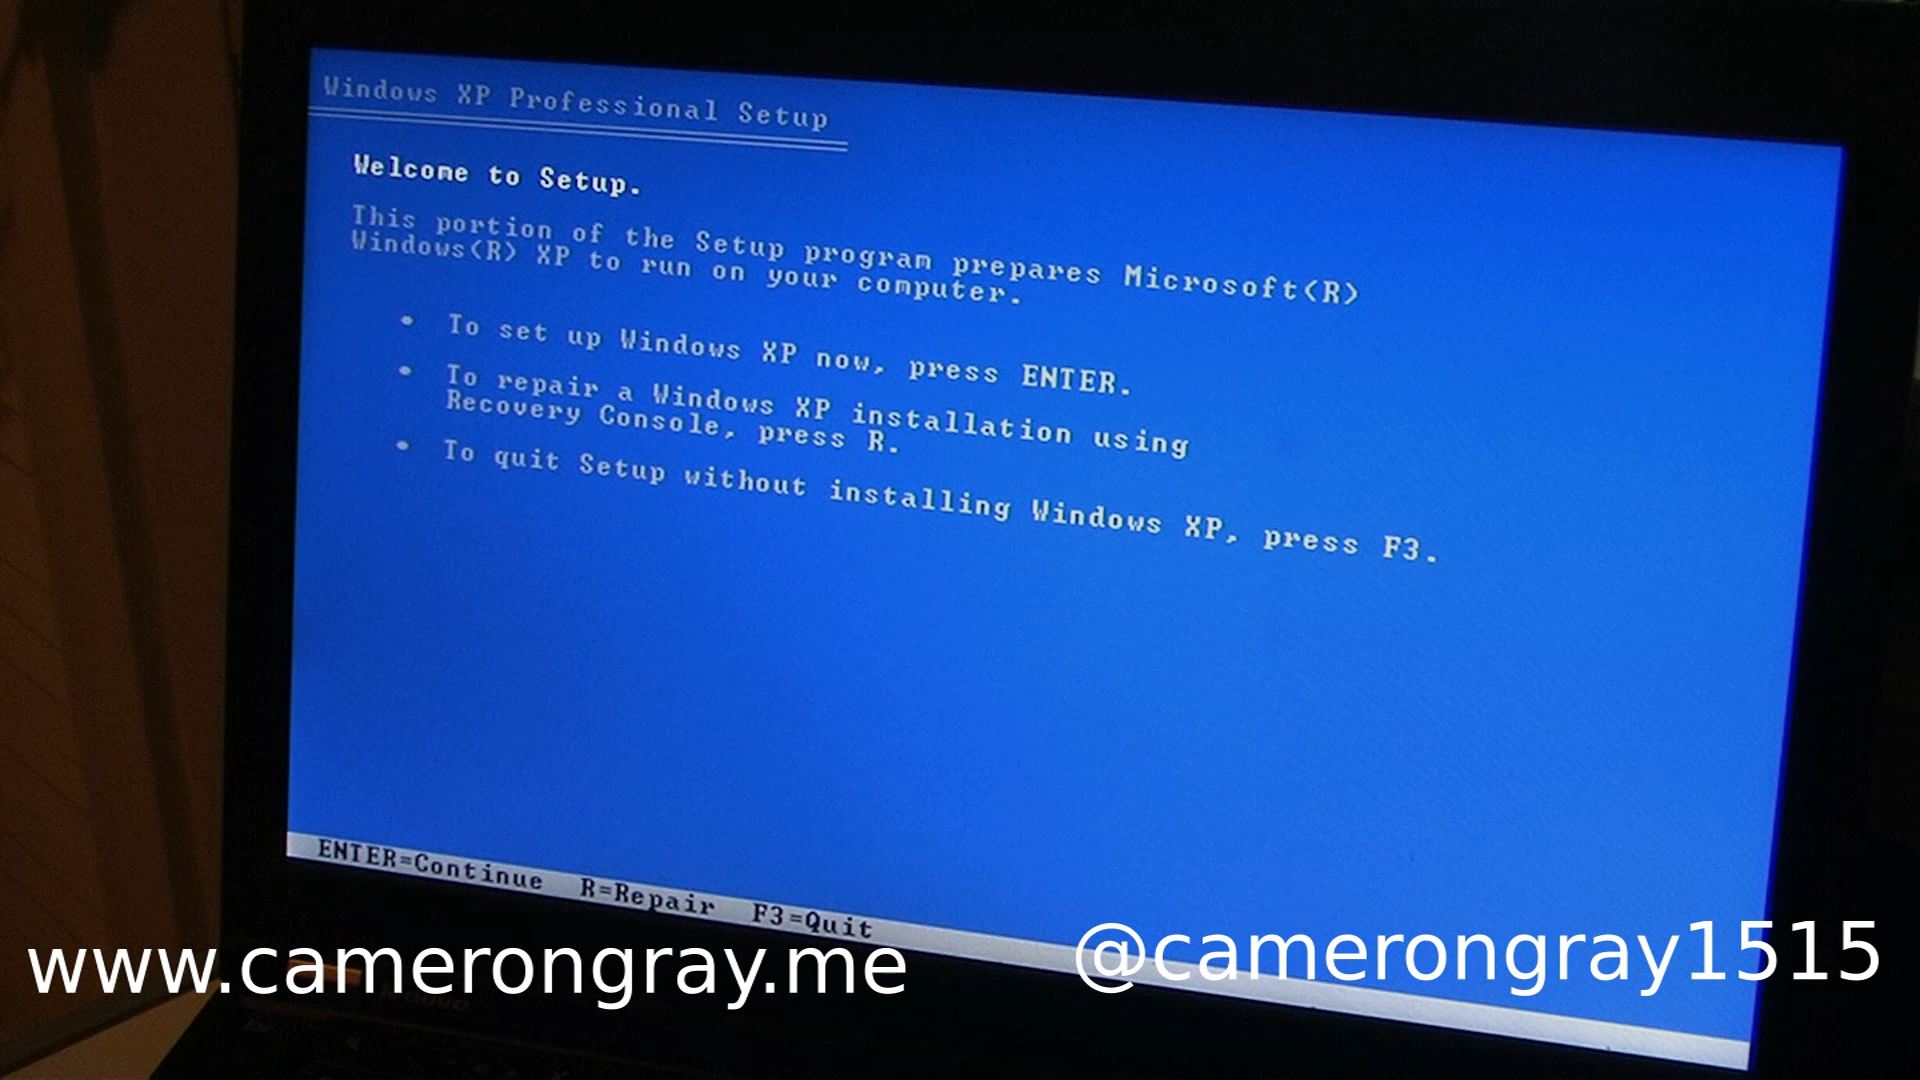 Windows XP Professional Setup
Welcome to Setup.
This portion of the Setup program prepares Microsoft(R)
Windows(R) XP to run on your computer.
• To set up Windows XP now, press ENTER.
• To repair a Windows XP installation using
Recovery Console, press R.
• To quit Setup without installing Windows XP, press F3.
ENTER=Continue R=Repair F3=Quit
www.camerongray.me
@camerongray1515
lenovo